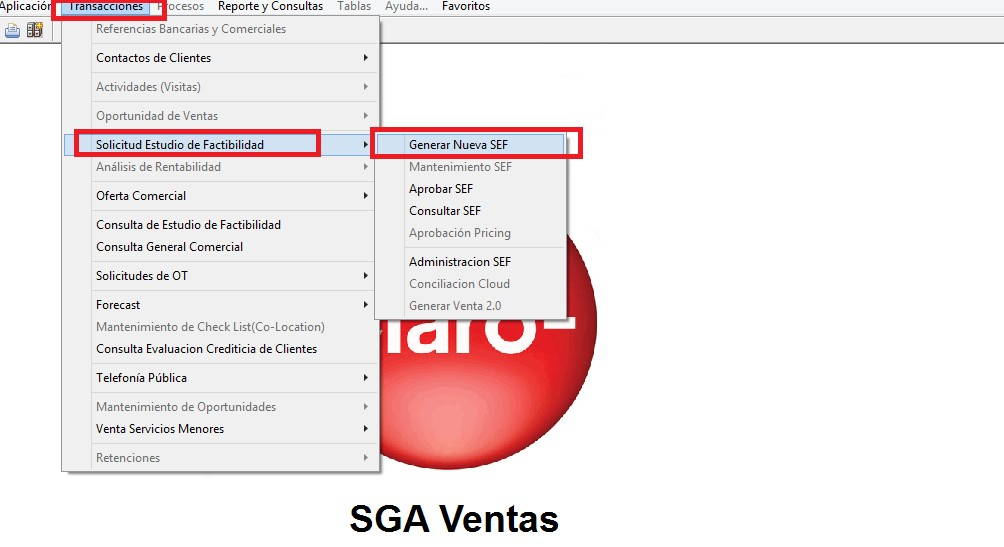 Aplicación Transacciones Procesos Reporte y Consultas Tablas Ayuda... Favoritos
Referencias Bancarias y Comerciales
Contactos de Clientes
Actividades (Visitas)
Oportunidad de Ventas
Solicitud Estudio de Factibilidad
Análisis de Rentabilidad
Oferta Comercial
Consulta de Estudio de Factibilidad
Consulta General Comercial
Solicitudes de OT
Forecast
Mantenimiento de Check List(Co-Location)
Consulta Evaluacion Crediticia de Clientes
Telefonía Pública
Mantenimiento de Oportunidades
Venta Servicios Menores
Retenciones
Generar Nueva SEF
Mantenimiento SEF
Aprobar SEF
Consultar SEF
Aprobación Pricing
Administracion SEF
Conciliacion Cloud
Generar Venta 2.0
laro-
SGA Ventas